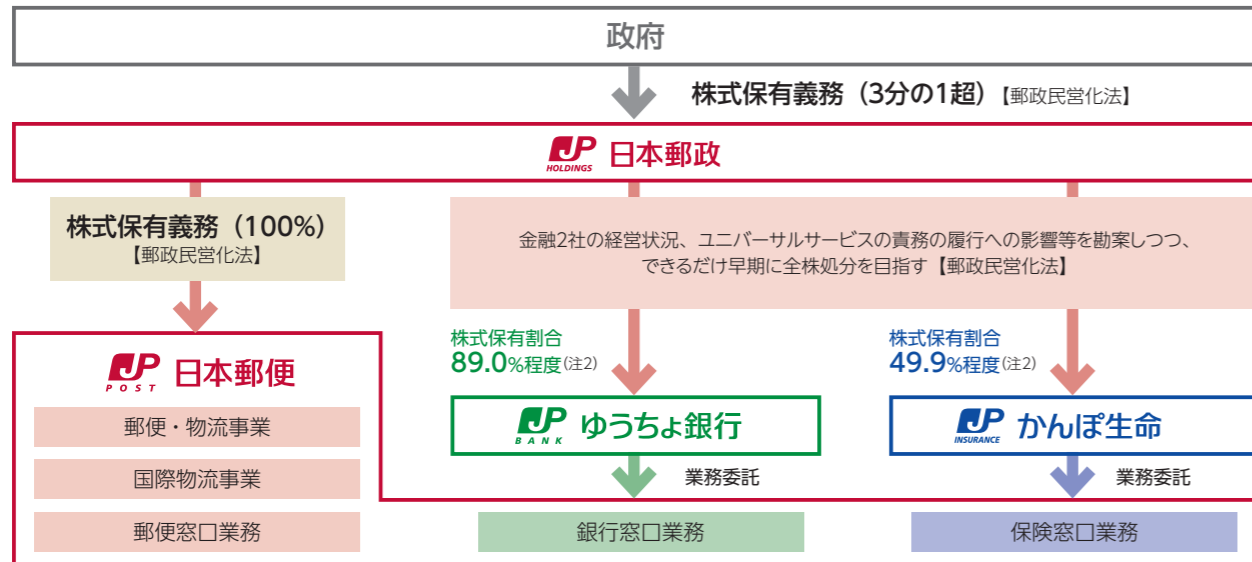 政府
株式保有義務（3分の1超）【郵政民営化法】
JP HOLDINGS 日本郵政
株式保有義務（100%）
【郵政民営化法】
金融2社の経営状況、ユニバーサルサービスの責務の履行への影響等を勘案しつつ、
できるだけ早期に全株処分を目指す【郵政民営化法】
株式保有割合
89.0%程度(注2)
株式保有割合
49.9%程度(注2)
JP POST 日本郵便
JP BANK ゆうちょ銀行
JP INSURANCE かんぽ生命
郵便・物流事業
国際物流事業
郵便窓口業務
業務委託
業務委託
銀行窓口業務
保険窓口業務